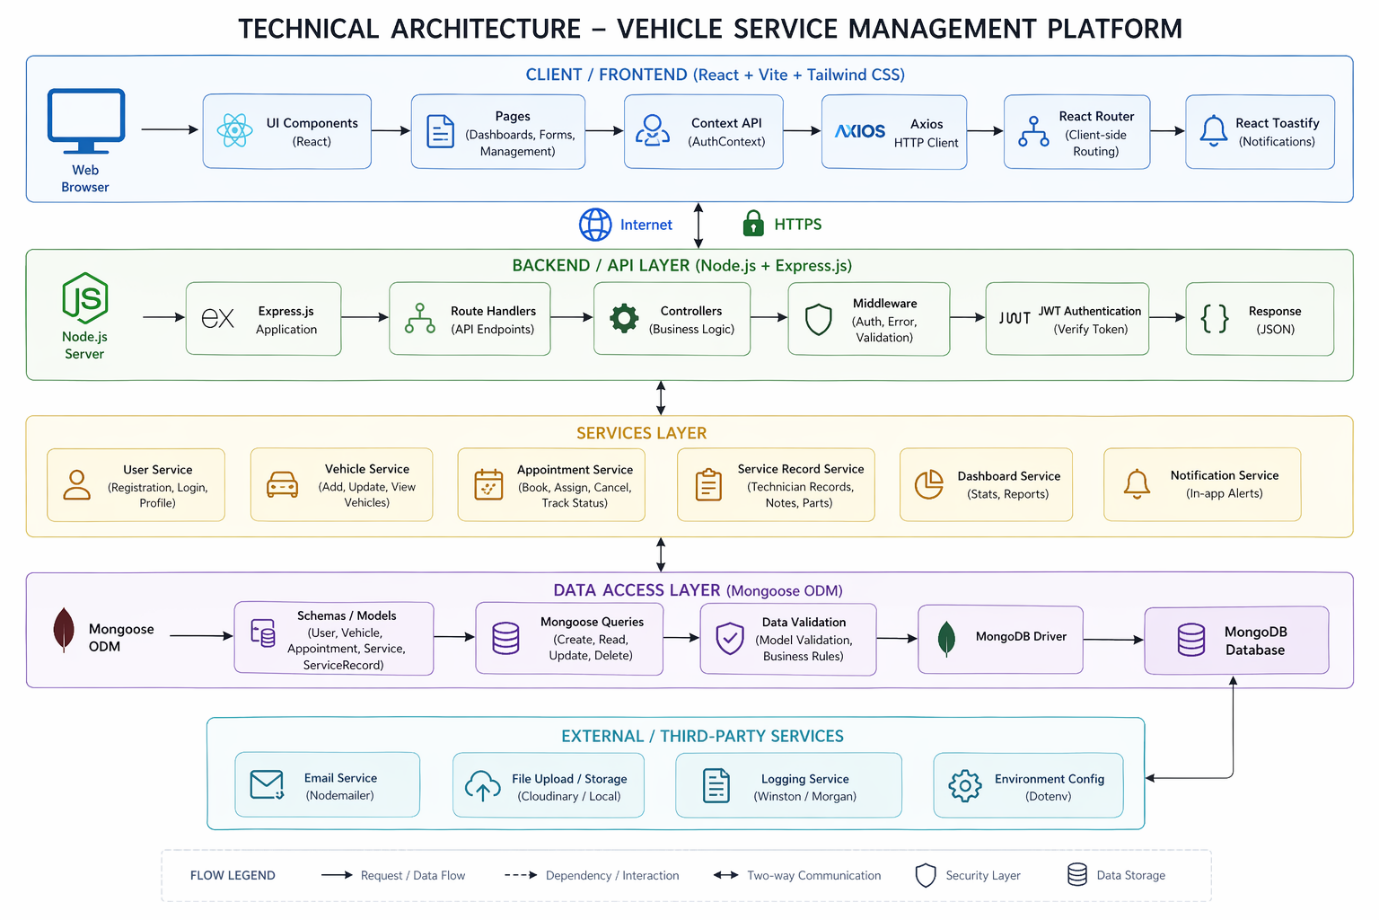 TECHNICAL ARCHITECTURE – VEHICLE SERVICE MANAGEMENT PLATFORM
CLIENT / FRONTEND (React + Vite + Tailwind CSS)
Web
Browser
UI Components
(React)
Pages
(Dashboards, Forms,
Management)
Context API
(AuthContext)
AXIOS
Axios
HTTP Client
React Router
(Client-side
Routing)
React Toastify
(Notifications)
Internet
HTTPS
BACKEND / API LAYER (Node.js + Express.js)
JS
Node.js
Server
ex
Express.js
Application
Route Handlers
(API Endpoints)
Controllers
(Business Logic)
Middleware
(Auth, Error,
Validation)
JWT
JWT Authentication
(Verify Token)
{ }
Response
(JSON)
SERVICES LAYER
User Service
(Registration, Login,
Profile)
Vehicle Service
(Add, Update, View
Vehicles)
Appointment Service
(Book, Assign, Cancel,
Track Status)
Service Record Service
(Technician Records,
Notes, Parts)
Dashboard Service
(Stats, Reports)
Notification Service
(In-app Alerts)
DATA ACCESS LAYER (Mongoose ODM)
Mongoose
ODM
Schemas / Models
(User, Vehicle,
Appointment, Service,
ServiceRecord)
Mongoose Queries
(Create, Read,
Update, Delete)
Data Validation
(Model Validation,
Business Rules)
MongoDB Driver
MongoDB
Database
EXTERNAL / THIRD-PARTY SERVICES
Email Service
(Nodemailer)
File Upload / Storage
(Cloudinary / Local)
Logging Service
(Winston / Morgan)
Environment Config
(Dotenv)
FLOW LEGEND
Request / Data Flow
Dependency / Interaction
Two-way Communication
Security Layer
Data Storage